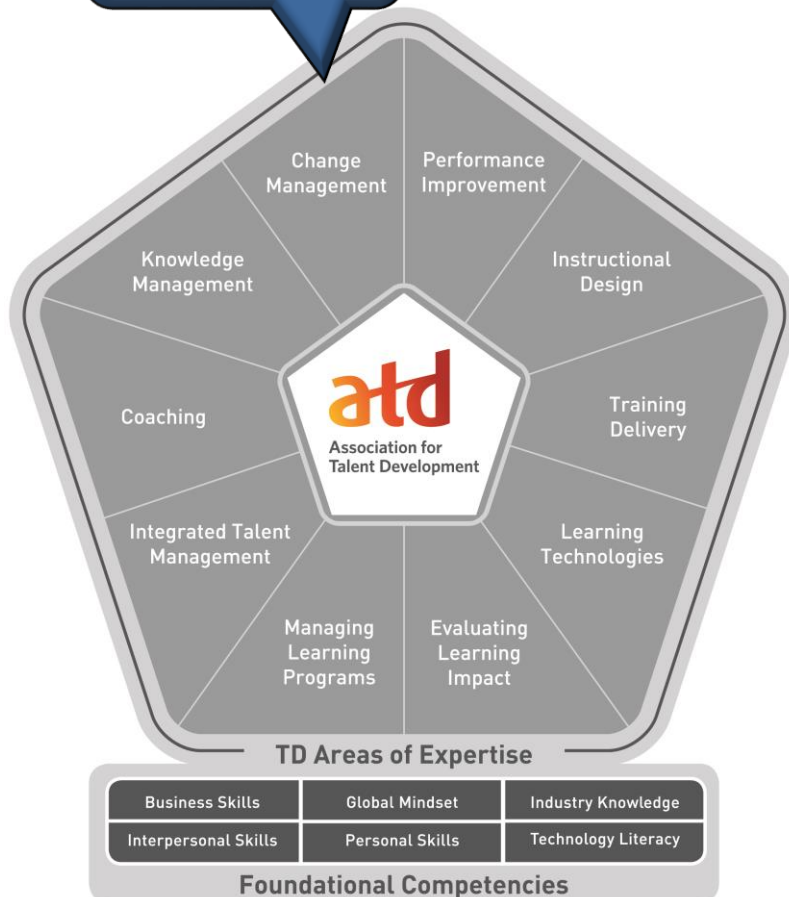 Change
Management
Performance
Improvement
Knowledge
Management
Instructional
Design
Coaching
atd
Association for
Talent Development
Training
Delivery
Integrated Talent
Management
Learning
Technologies
Managing
Learning
Programs
Evaluating
Learning
Impact
TD Areas of Expertise
Business Skills
Global Mindset
Industry Knowledge
Interpersonal Skills
Personal Skills
Technology Literacy
Foundational Competencies